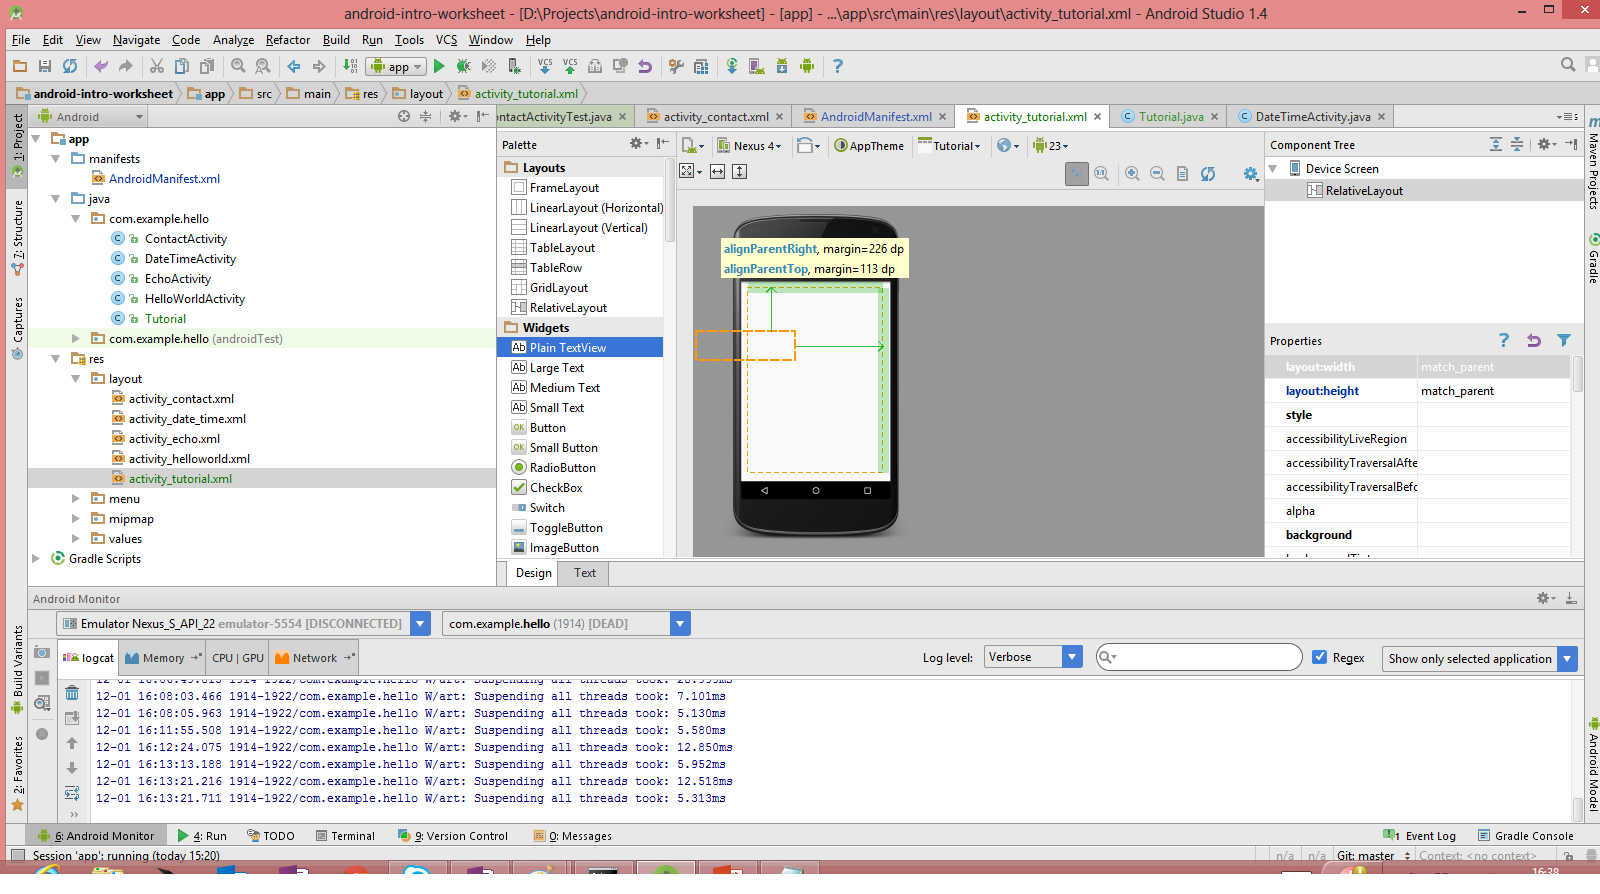 android-intro-worksheet - [D:\Projects\android-intro-worksheet] - [app] - ...\app\src\main\res\layout\activity_tutorial.xml - Android Studio 1.4
File Edit View Navigate Code Analyze Refactor Build Run Tools VCS Window Help
app
android-intro-worksheet app src main res layout activity_tutorial.xml
Android
ontactActivityTest.java activity_contact.xml AndroidManifest.xml activity_tutorial.xml Tutorial.java DateTimeActivity.java
1: Project
7: Structure
Captures
Build Variants
2: Favorites
app
manifests
AndroidManifest.xml
java
com.example.hello
ContactActivity
DateTimeActivity
EchoActivity
HelloWorldActivity
Tutorial
com.example.hello (androidTest)
res
layout
activity_contact.xml
activity_date_time.xml
activity_echo.xml
activity_helloworld.xml
activity_tutorial.xml
menu
mipmap
values
Gradle Scripts
Palette
Layouts
FrameLayout
LinearLayout (Horizontal)
LinearLayout (Vertical)
TableLayout
TableRow
GridLayout
RelativeLayout
Widgets
Ab Plain TextView
Ab Large Text
Ab Medium Text
Ab Small Text
OK Button
OK Small Button
RadioButton
CheckBox
Switch
ToggleButton
ImageButton
Nexus 4 AppTheme Tutorial 23
alignParentRight, margin=226 dp
alignParentTop, margin=113 dp
Design Text
Component Tree
Device Screen
RelativeLayout
Properties
layout:width match_parent
layout:height match_parent
style
accessibilityLiveRegion
accessibilityTraversalAfte
accessibilityTraversalBefo
alpha
background
Maven Projects
Gradle
Android Model
Android Monitor
Emulator Nexus_S_API_22 emulator-5554 [DISCONNECTED] com.example.hello (1914) [DEAD]
logcat Memory CPU | GPU Network Log level: Verbose Regex Show only selected application
12-01 16:08:03.466 1914-1922/com.example.hello W/art: Suspending all threads took: 7.101ms
12-01 16:08:05.963 1914-1922/com.example.hello W/art: Suspending all threads took: 5.130ms
12-01 16:11:55.508 1914-1922/com.example.hello W/art: Suspending all threads took: 5.580ms
12-01 16:12:24.075 1914-1922/com.example.hello W/art: Suspending all threads took: 12.850ms
12-01 16:13:13.188 1914-1922/com.example.hello W/art: Suspending all threads took: 5.952ms
12-01 16:13:21.216 1914-1922/com.example.hello W/art: Suspending all threads took: 12.518ms
12-01 16:13:21.711 1914-1922/com.example.hello W/art: Suspending all threads took: 5.313ms
6: Android Monitor 4: Run TODO Terminal 9: Version Control 0: Messages 1 Event Log Gradle Console
Session 'app': running (today 15:20) n/a n/a Git: master Context: <no context>
16:38